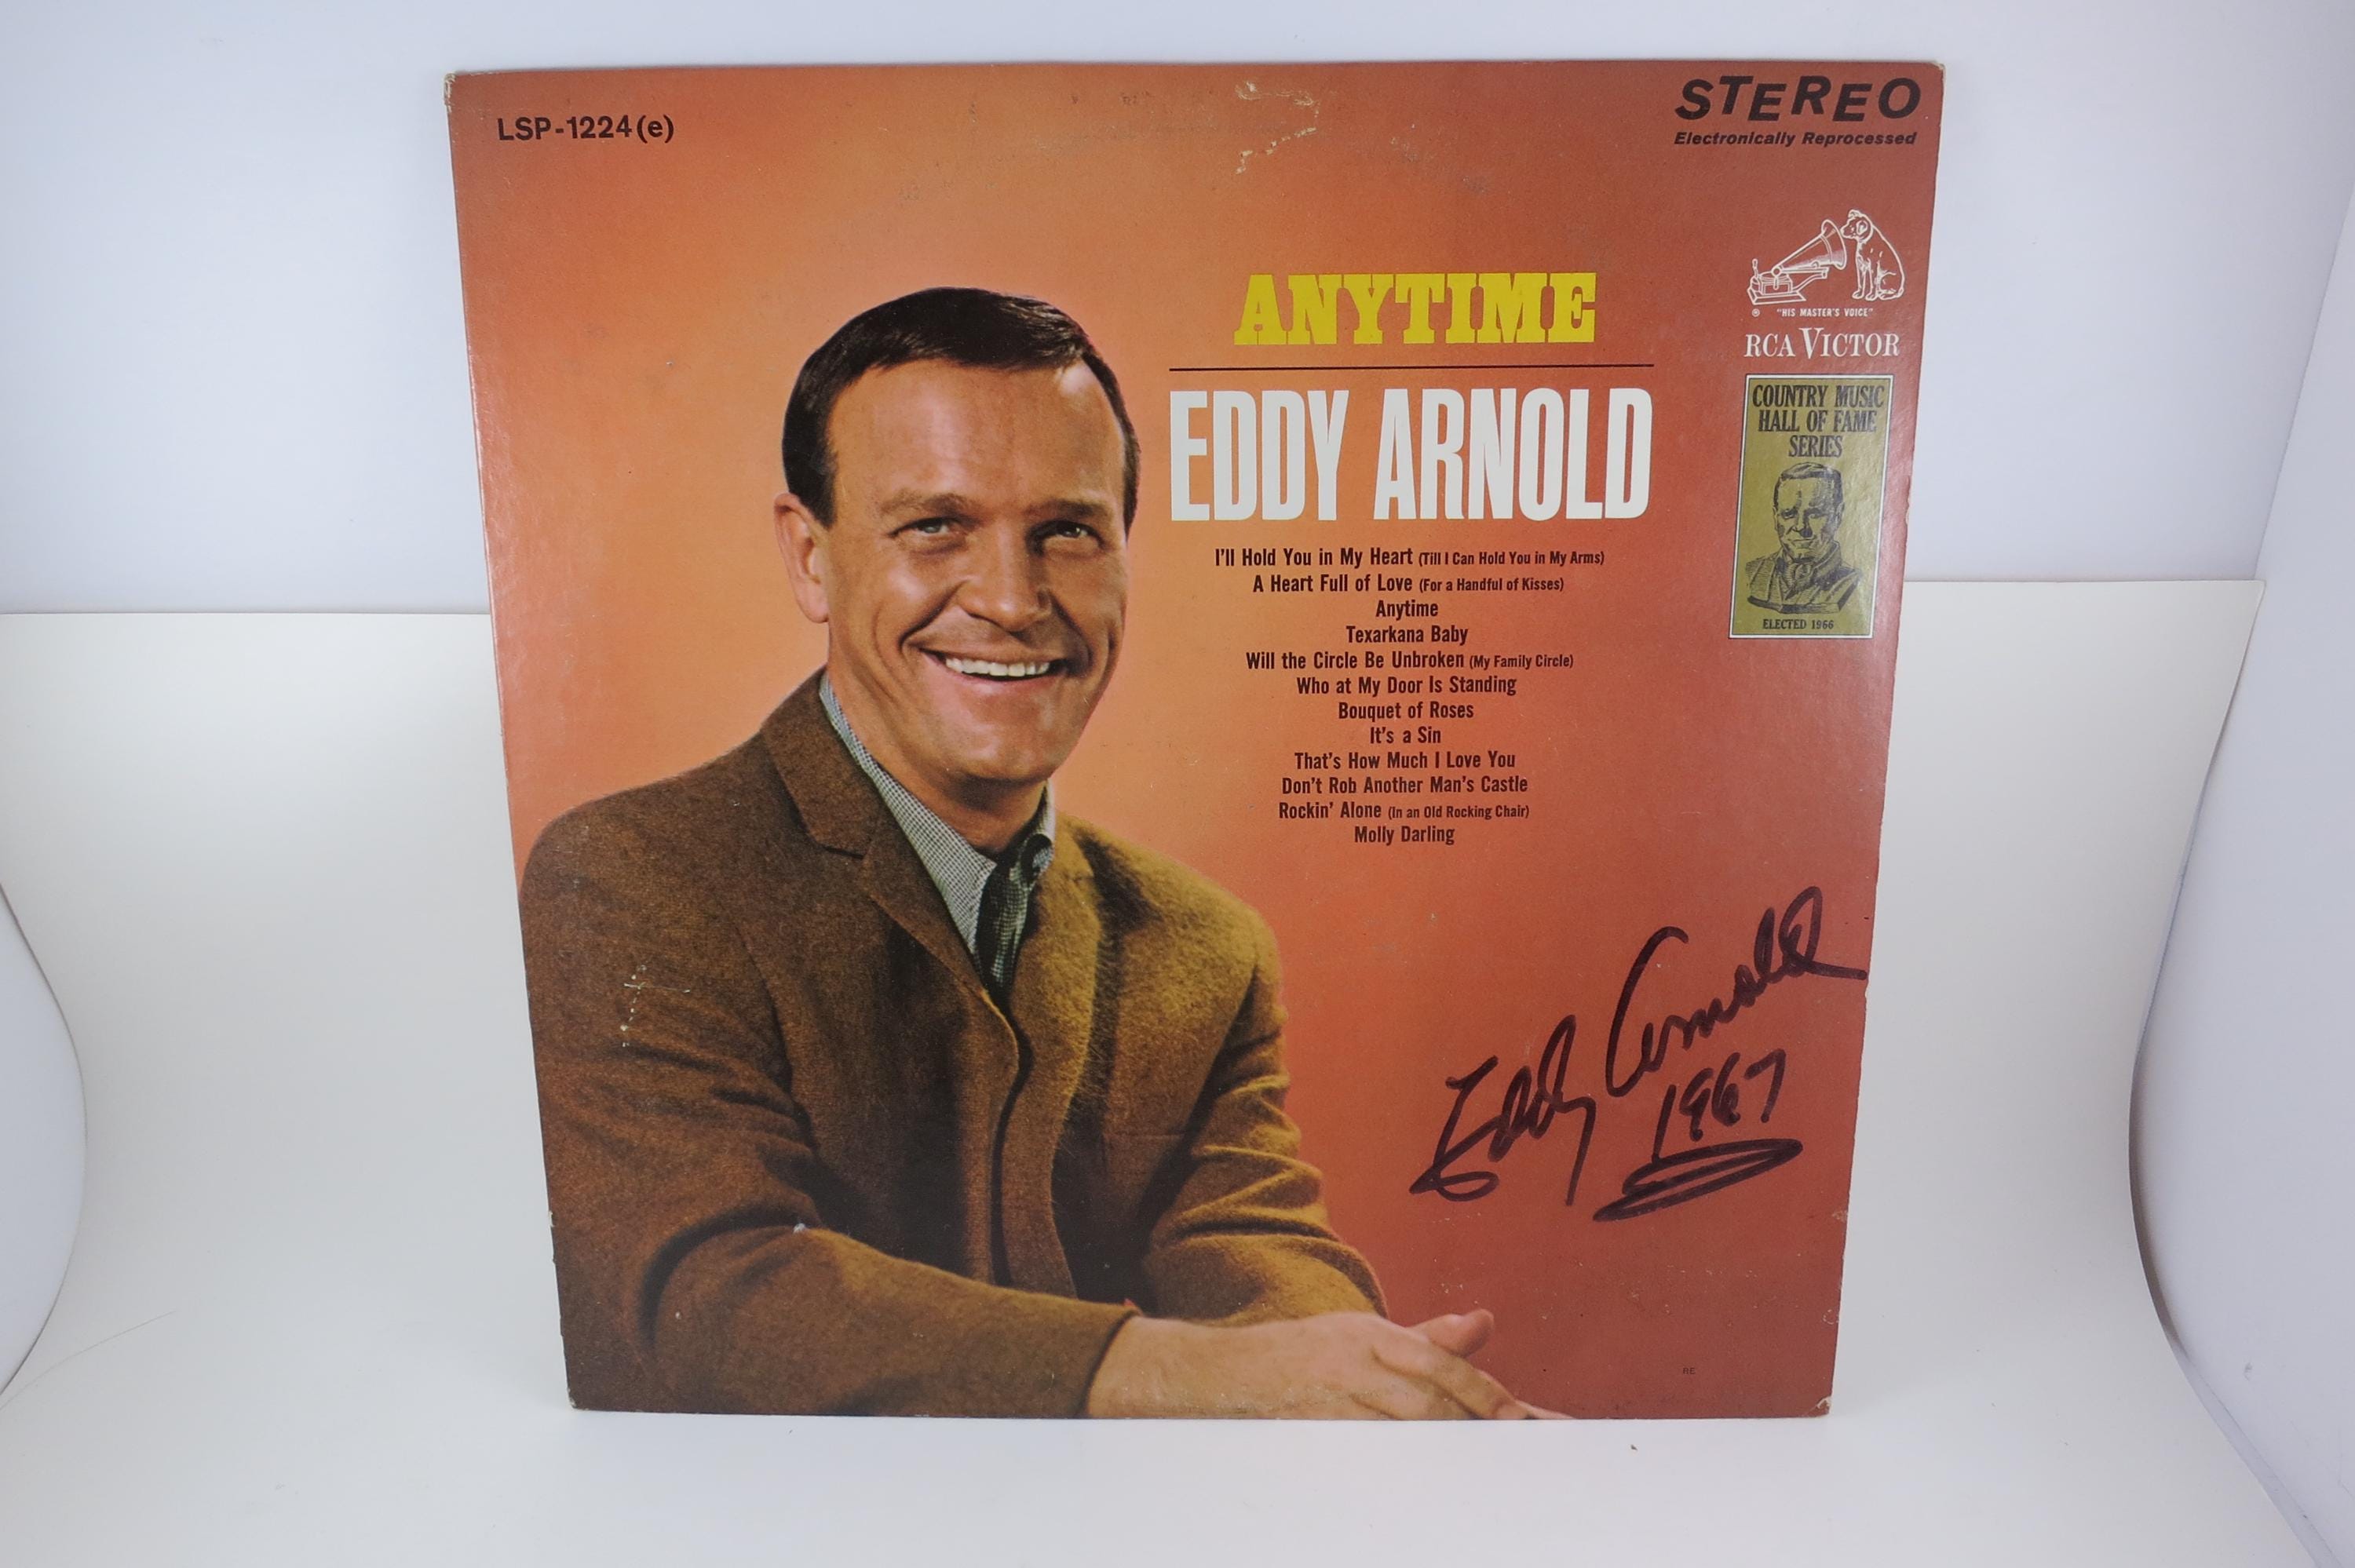 LSP-1224(e)
STEREO
Electronically Reprocessed
® "HIS MASTER'S VOICE"
RCA VICTOR
COUNTRY MUSIC
HALL OF FAME
SERIES
ELECTED 1966
ANYTIME
EDDY ARNOLD
I'll Hold You in My Heart (Till I Can Hold You in My Arms)
A Heart Full of Love (For a Handful of Kisses)
Anytime
Texarkana Baby
Will the Circle Be Unbroken (My Family Circle)
Who at My Door Is Standing
Bouquet of Roses
It's a Sin
That's How Much I Love You
Don't Rob Another Man's Castle
Rockin' Alone (In an Old Rocking Chair)
Molly Darling
Eddy Arnold
1967
RE